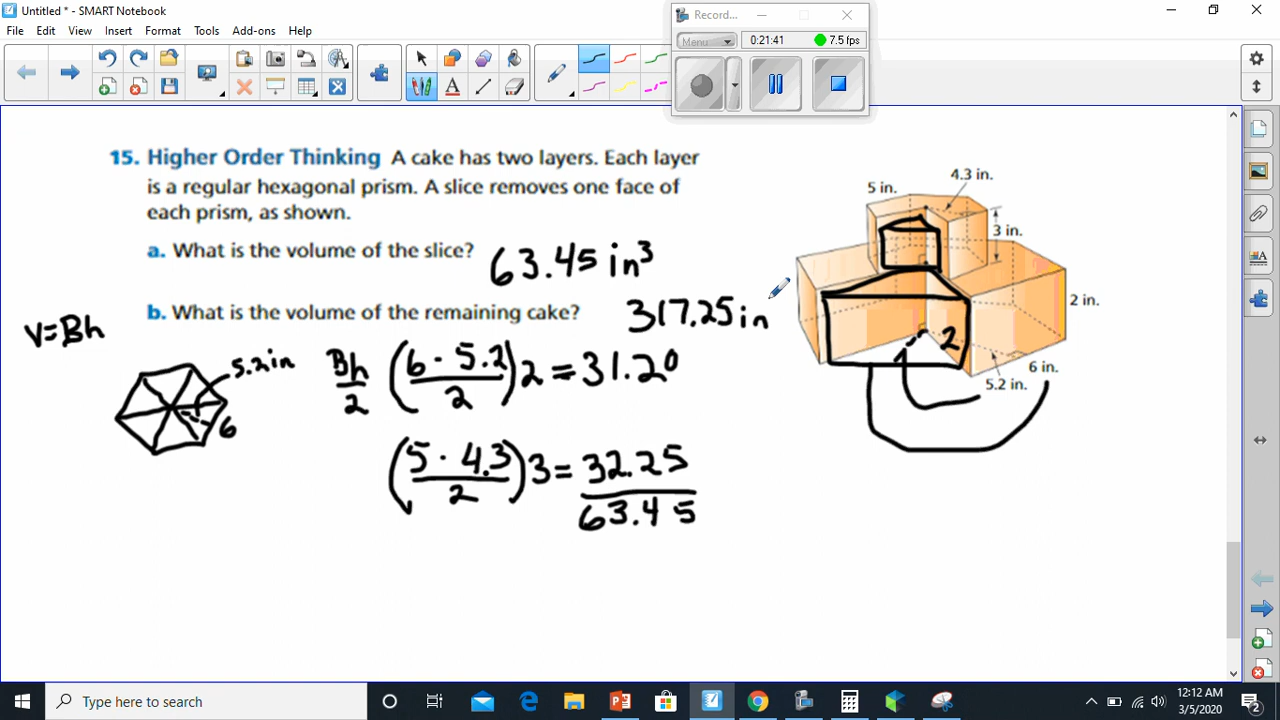 Untitled * - SMART Notebook
File Edit View Insert Format Tools Add-ons Help
Record...
Menu 0:21:41 7.5 fps
15. Higher Order Thinking A cake has two layers. Each layer
is a regular hexagonal prism. A slice removes one face of
each prism, as shown.
a. What is the volume of the slice? 63.45 in³
b. What is the volume of the remaining cake? 317.25 in
V=Bh
5.2 in
6
Bh/2 (6 · 5.2/2)2 = 31.20
(5 · 4.3/2)3 = 32.25
63.45
4.3 in.
5 in.
3 in.
2 in.
2
6 in.
5.2 in.
Type here to search
12:12 AM
3/5/2020
2